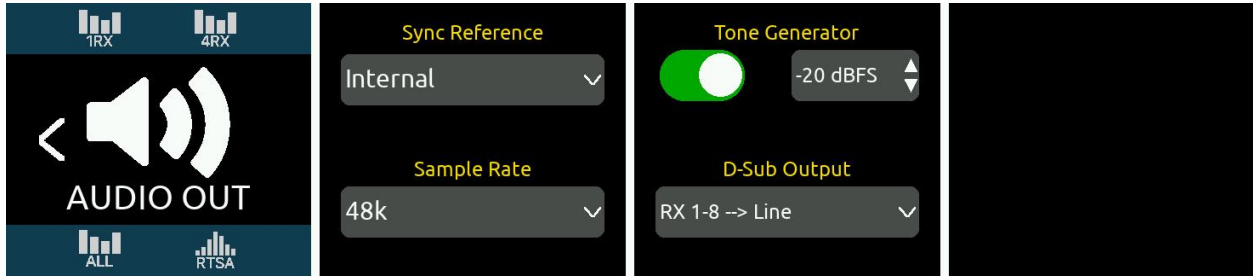 1RX
4RX
AUDIO OUT
ALL
RTSA
Sync Reference
Internal
Sample Rate
48k
Tone Generator
-20 dBFS
D-Sub Output
RX 1-8 --> Line